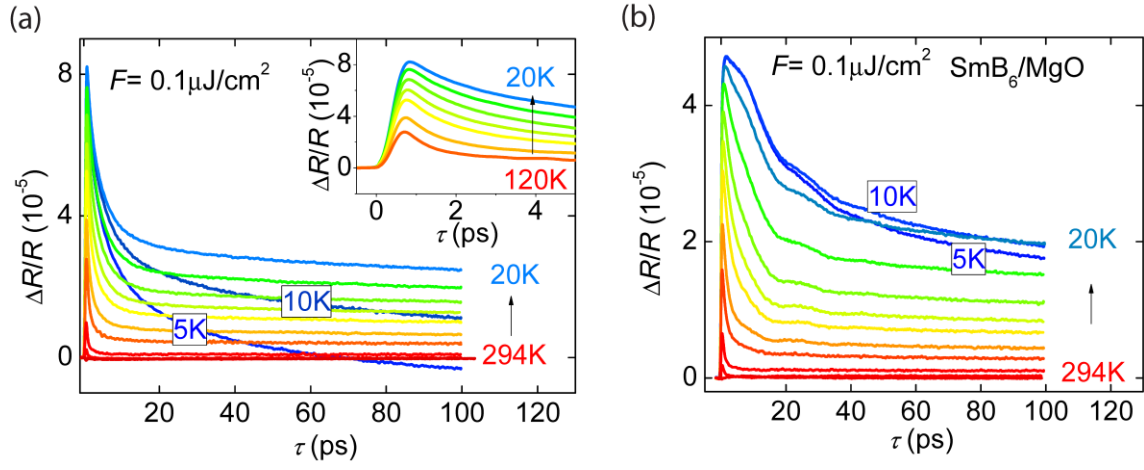 (a)
F= 0.1μJ/cm²
ΔR/R (10⁻⁵)
8
4
0
20 40 60 80 100 120
τ (ps)
20K
10K
5K
294K
ΔR/R (10⁻⁵)
8
6
4
2
0
0 2 4
τ (ps)
20K
120K
(b)
F= 0.1μJ/cm² SmB₆/MgO
ΔR/R (10⁻⁵)
4
2
0
0 20 40 60 80 100 120
τ (ps)
10K
20K
5K
294K